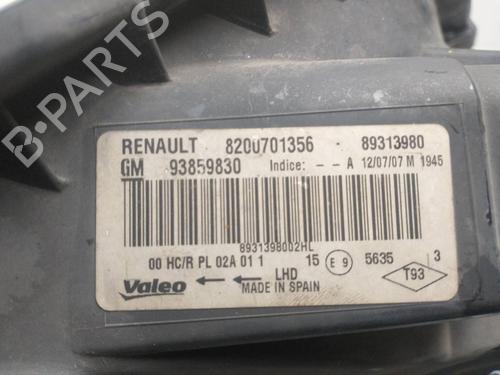 RENAULT 8200701356 - 89313980
GM 93859830 Indice: - - A 12/07/07 M 1945
8931398002HL
00 HC/R PL 02A 01 1 15 E 9 5635 3
Valeo LHD T93
MADE IN SPAIN
B-PARTS